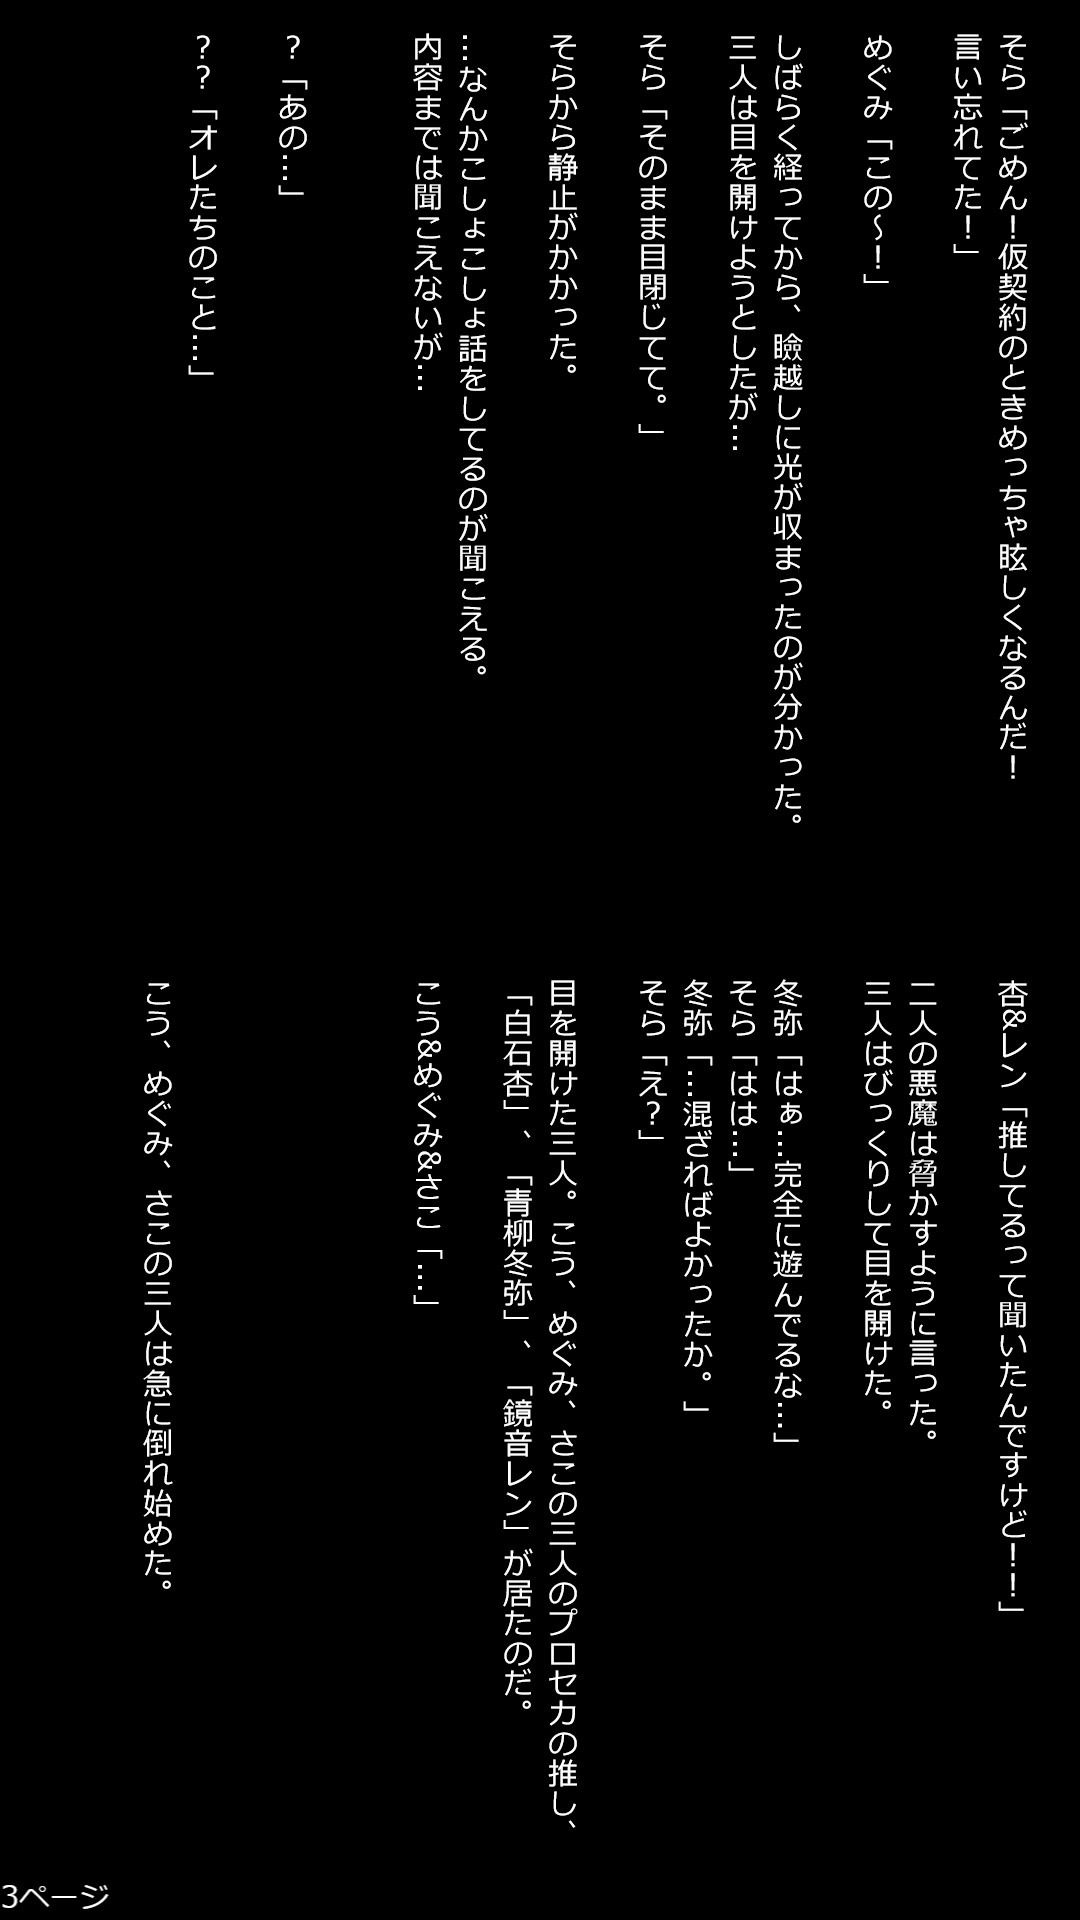 そら「ごめん！仮契約のときめっちゃ眩しくなるんだ！
言い忘れてた！」
めぐみ「この～！」
しばらく経ってから、瞼越しに光が収まったのが分かった。
三人は目を開けようとしたが…
そら「そのまま目閉じてて。」
そらから静止がかかった。
…なんかこしょこしょ話をしてるのが聞こえる。
内容までは聞こえないが…
？「あの…」
？？「オレたちのこと…」
杏&レン「推してるって聞いたんですけど！！」
二人の悪魔は脅かすように言った。
三人はびっくりして目を開けた。
冬弥「はぁ…完全に遊んでるな…」
そら「はは…」
冬弥「…混ざればよかったか。」
そら「え？」
目を開けた三人。こう、めぐみ、さこの三人のプロセカの推し、
「白石杏」、「青柳冬弥」、「鏡音レン」が居たのだ。
こう&めぐみ&さこ「…」
こう、めぐみ、さこの三人は急に倒れ始めた。
3ページ